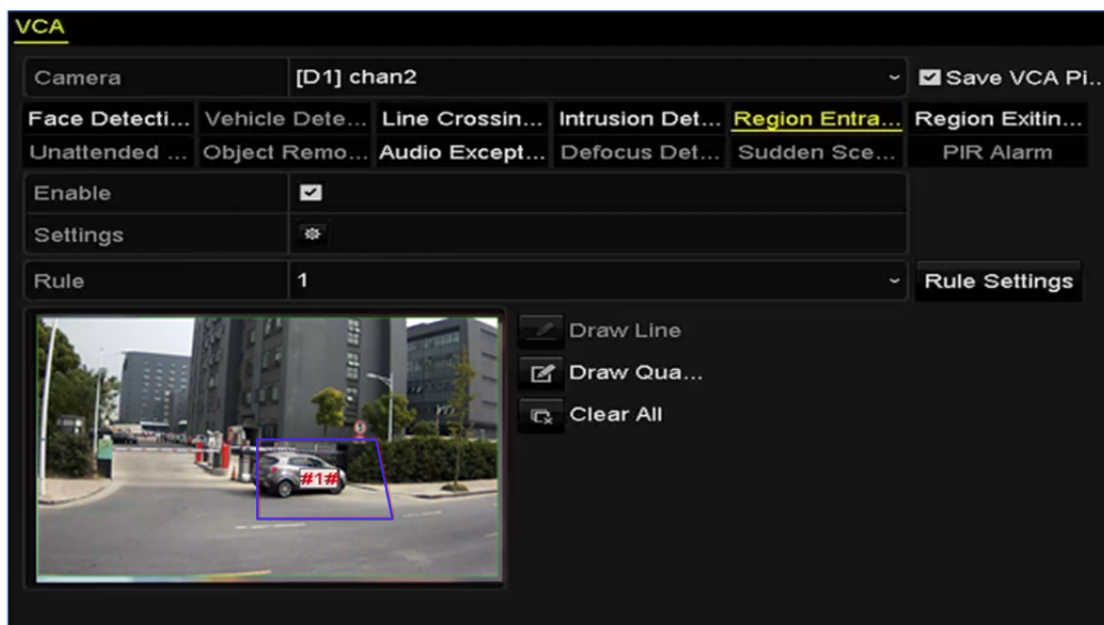 VCA
Camera [D1] chan2 Save VCA Pi...
Face Detecti... Vehicle Dete... Line Crossin... Intrusion Det... Region Entra... Region Exitin...
Unattended ... Object Remo... Audio Except... Defocus Det... Sudden Sce... PIR Alarm
Enable
Settings
Rule 1 Rule Settings
Draw Line
Draw Qua...
Clear All
#1#